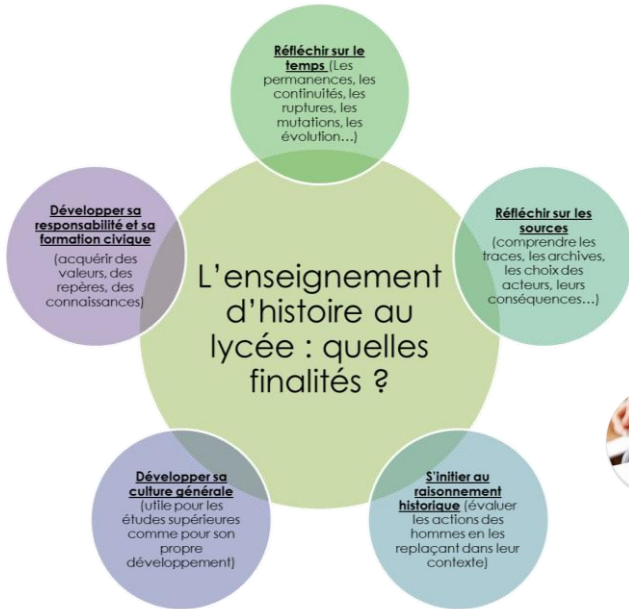 Réfléchir sur le
temps (Les
permanences, les
continuités, les
ruptures, les
mutations, les
évolution...)
Développer sa
responsabilité et sa
formation civique
(acquérir des
valeurs, des
repères, des
connaissances)
Réfléchir sur les
sources
(comprendre les
traces, les archives,
les choix des
acteurs, leurs
conséquences...)
L'enseignement
d'histoire au
lycée : quelles
finalités ?
Développer sa
culture générale
(utile pour les
études supérieures
comme pour son
propre
développement)
S'initier au
raisonnement
historique (évaluer
les actions des
hommes en les
replaçant dans leur
contexte)